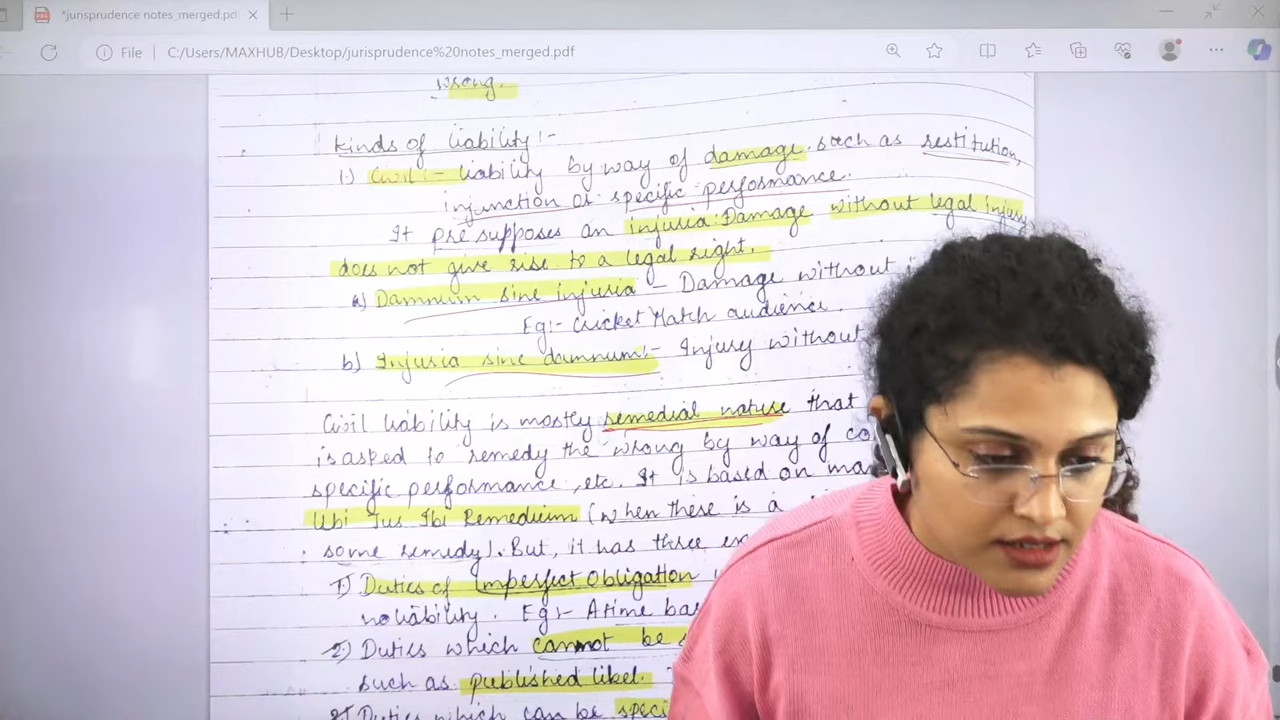 *jurisprudence notes_merged.pdf
File C:/Users/MAXHUB/Desktop/jurisprudence%20notes_merged.pdf
wrong.
Kinds of liability :-
1.) Civil :- liability by way of damage such as restitution,
injunction or specific performance.
It presupposes an injuria. Damage without legal injury
does not give rise to a legal right.
a) Damnum sine injuria - Damage without
Eg:- Cricket Match audience.
b) Injuria sine damnum :- Injury without
Civil liability is mostly remedial nature that
is asked to remedy the wrong by way of
specific performance, etc. It is based on
Ubi Jus Ibi Remedium (when there is a
some remedy). But, it has three
1) Duties of Imperfect Obligation
no liability. Eg:- A time
2) Duties which cannot be
such as published libel.
Duties which can be